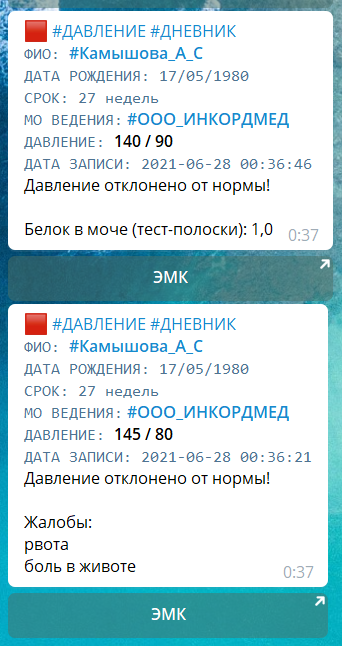 #ДАВЛЕНИЕ #ДНЕВНИК
ФИО: #Камышова_А_С
ДАТА РОЖДЕНИЯ: 17/05/1980
СРОК: 27 недель
МО ВЕДЕНИЯ: #ООО_ИНКОРДМЕД
ДАВЛЕНИЕ: 140 / 90
ДАТА ЗАПИСИ: 2021-06-28 00:36:46
Давление отклонено от нормы!
Белок в моче (тест-полоски): 1,0
0:37
ЭМК
#ДАВЛЕНИЕ #ДНЕВНИК
ФИО: #Камышова_А_С
ДАТА РОЖДЕНИЯ: 17/05/1980
СРОК: 27 недель
МО ВЕДЕНИЯ: #ООО_ИНКОРДМЕД
ДАВЛЕНИЕ: 145 / 80
ДАТА ЗАПИСИ: 2021-06-28 00:36:21
Давление отклонено от нормы!
Жалобы:
рвота
боль в животе
0:37
ЭМК